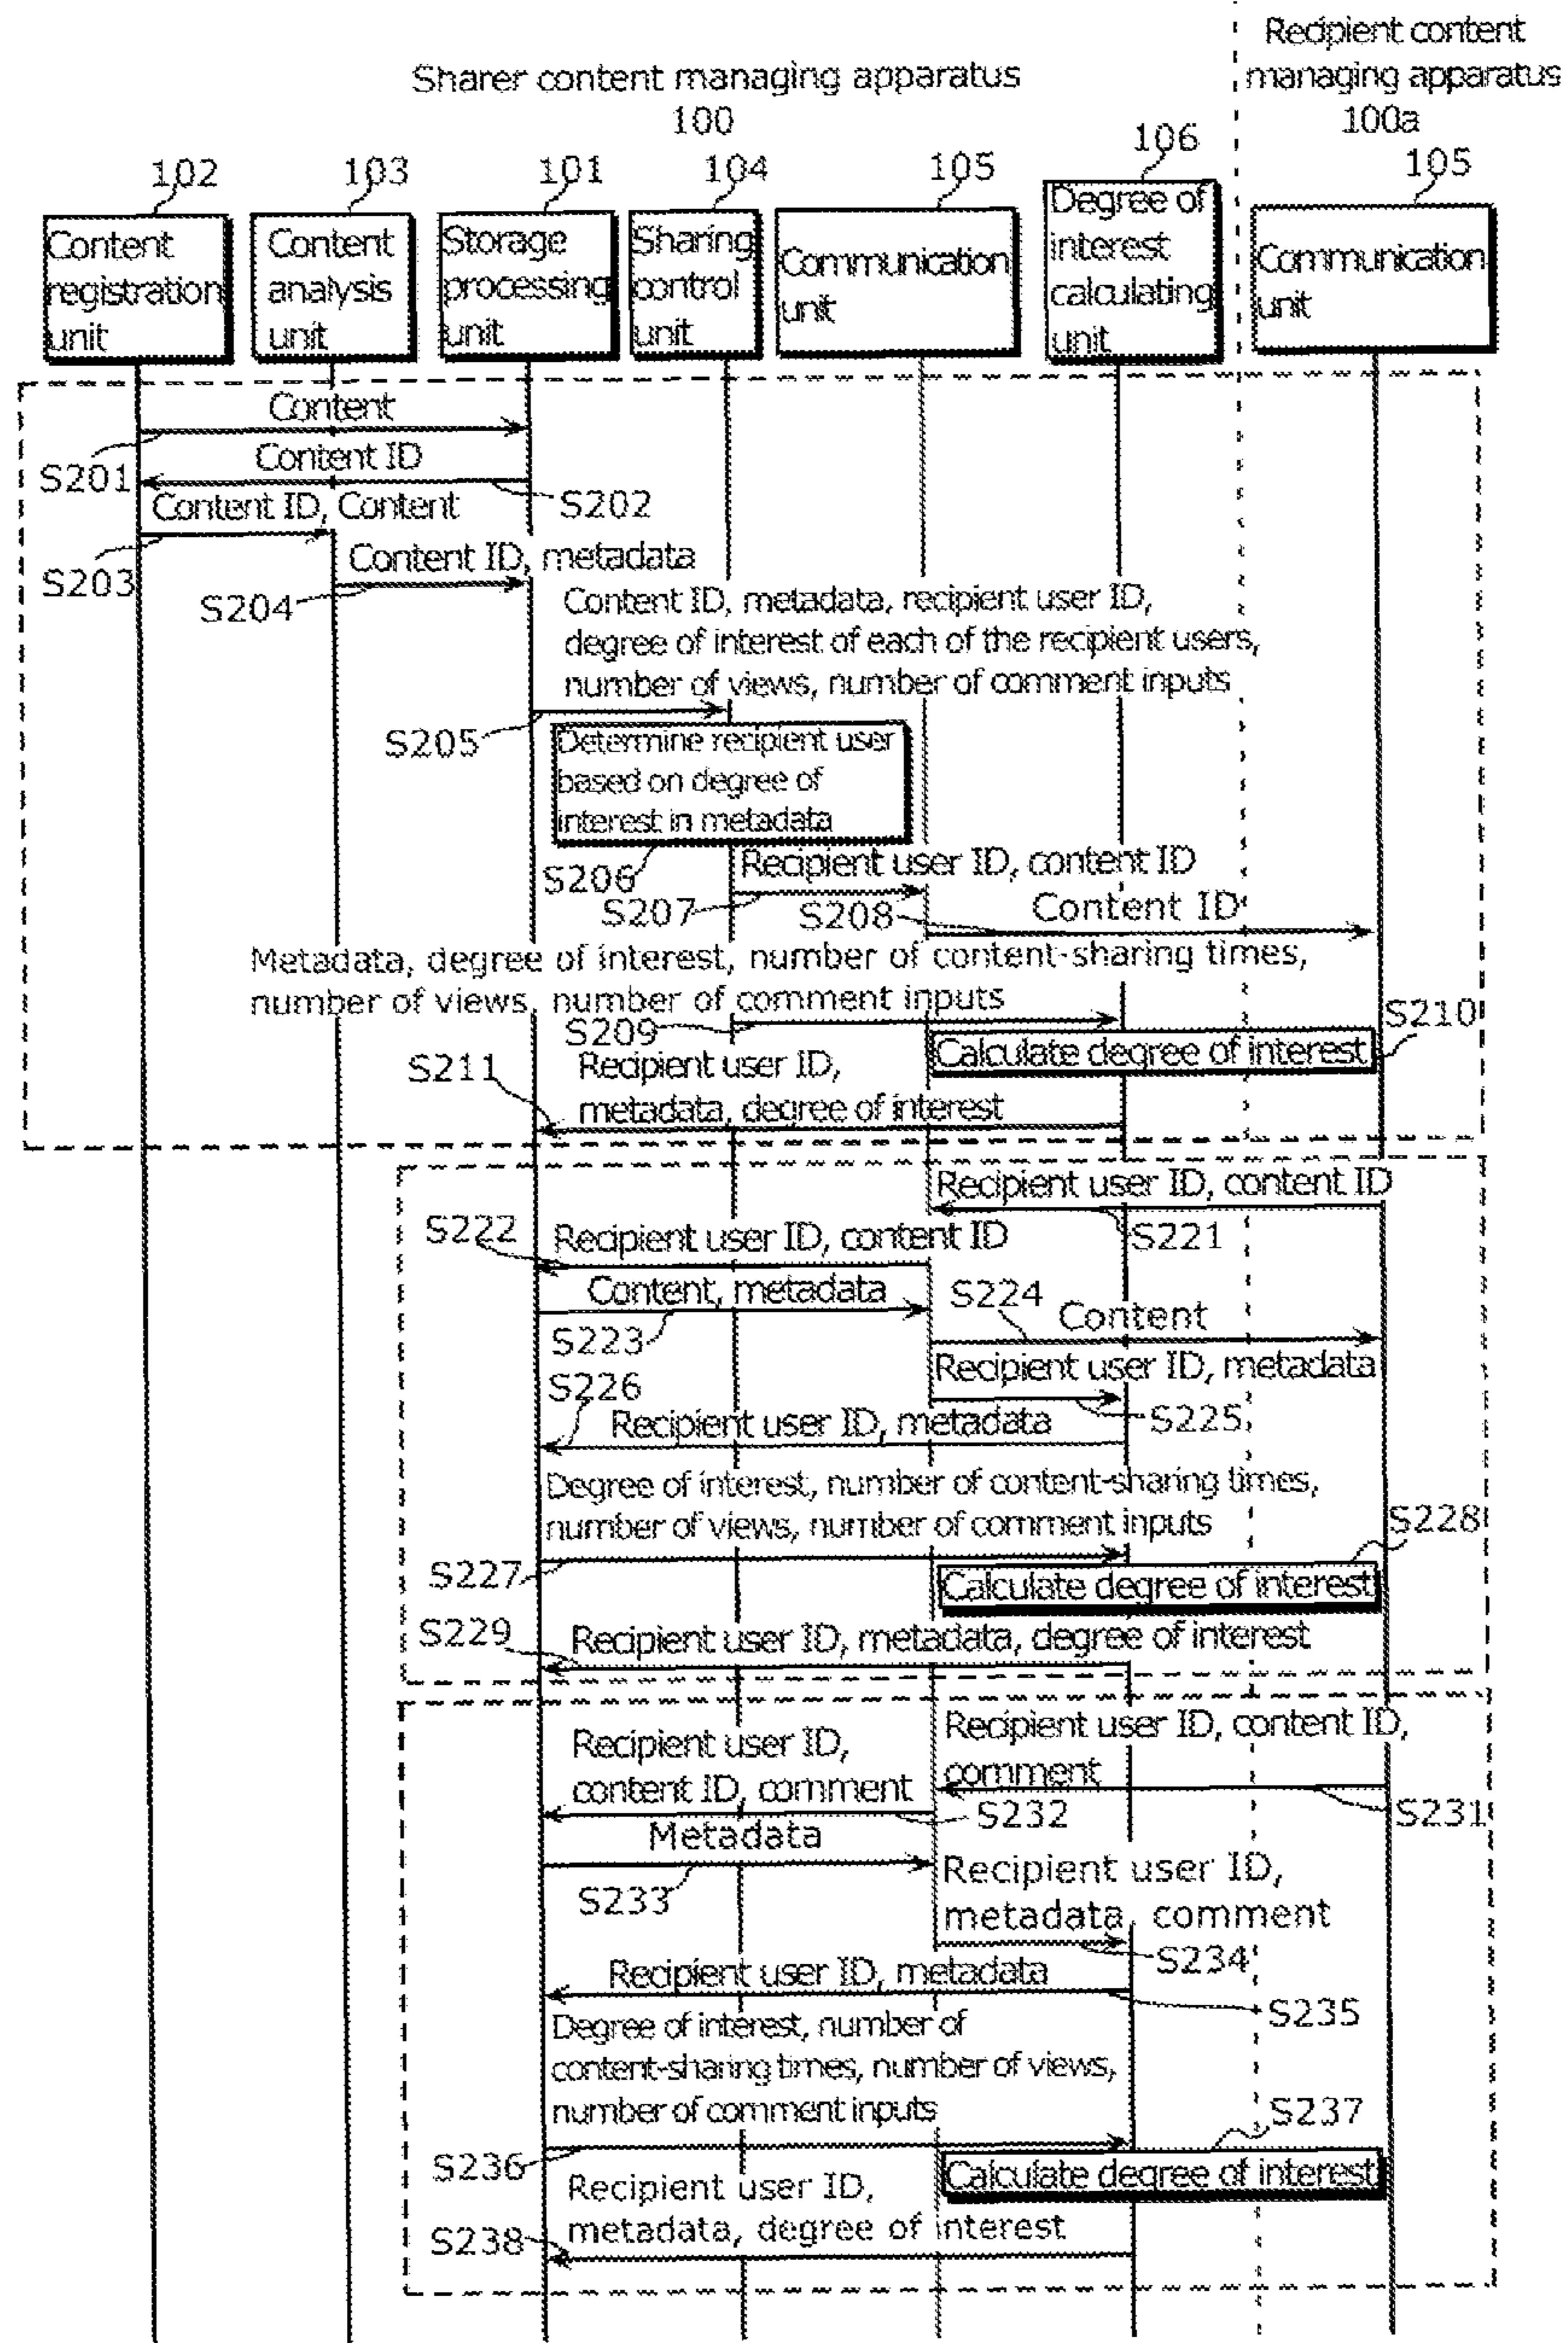 Recipient content
managing apparatus
100a
Sharer content managing apparatus
100
102
103
101
104
105
106
105
Content
registration
unit
Content
analysis
unit
Storage
processing
unit
Sharing
control
unit
Communication
unit
Degree of
interest
calculating
unit
Communication
unit
Content
S201
Content ID
S202
Content ID, Content
S203
Content ID, metadata
S204
Content ID, metadata, recipient user ID,
degree of interest of each of the recipient users,
number of views, number of comment inputs
S205
Determine recipient user
based on degree of
interest in metadata
S206
Recipient user ID, content ID
S207
S208
Content ID
Metadata, degree of interest, number of content-sharing times,
number of views, number of comment inputs
S209
S210
Calculate degree of interest
S211
Recipient user ID,
metadata, degree of interest
Recipient user ID, content ID
S221
S222
Recipient user ID, content ID
Content, metadata
S223
S224
Content
Recipient user ID, metadata
S225
S226
Recipient user ID, metadata
Degree of interest, number of content-sharing times,
number of views, number of comment inputs
S227
S228
Calculate degree of interest
S229
Recipient user ID, metadata, degree of interest
Recipient user ID, content ID,
comment
S231
Recipient user ID,
content ID, comment
S232
Metadata
S233
Recipient user ID,
metadata, comment
S234
Recipient user ID, metadata
S235
Degree of interest, number of
content-sharing times, number of views,
number of comment inputs
S236
S237
Calculate degree of interest
Recipient user ID,
metadata, degree of interest
S238